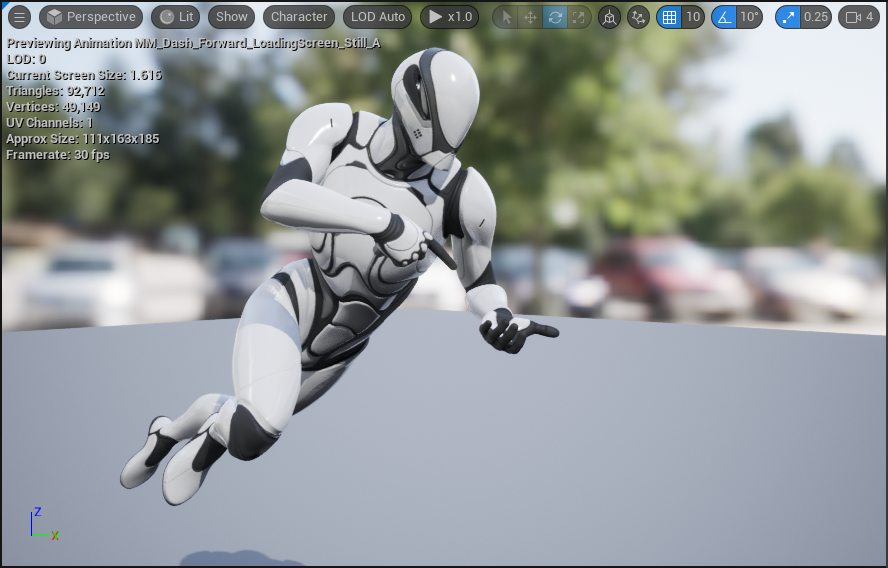 Perspective Lit Show Character LOD Auto x1.0 10 10° 0.25 4
Previewing Animation MM_Dash_Forward_LoadingScreen_Still_A
LOD: 0
Current Screen Size: 1.616
Triangles: 92,712
Vertices: 49,149
UV Channels: 1
Approx Size: 111x163x185
Framerate: 30 fps
Z
X